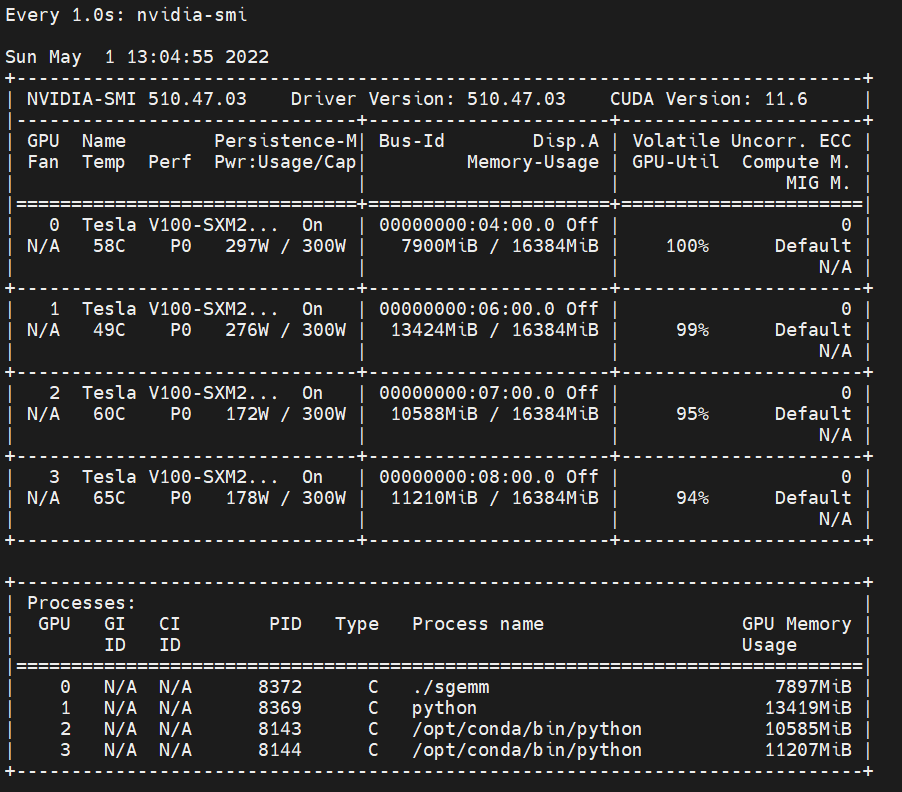 Every 1.0s: nvidia-smi
Sun May  1 13:04:55 2022
+-----------------------------------------------------------------------------+
| NVIDIA-SMI 510.47.03    Driver Version: 510.47.03    CUDA Version: 11.6     |
|-------------------------------+----------------------+----------------------+
| GPU  Name        Persistence-M| Bus-Id        Disp.A | Volatile Uncorr. ECC |
| Fan  Temp  Perf  Pwr:Usage/Cap|         Memory-Usage | GPU-Util  Compute M. |
|                               |                      |               MIG M. |
|===============================+======================+======================|
|   0  Tesla V100-SXM2...  On   | 00000000:04:00.0 Off |                    0 |
| N/A   58C    P0   297W / 300W |   7900MiB / 16384MiB |    100%      Default |
|                               |                      |                  N/A |
+-------------------------------+----------------------+----------------------+
|   1  Tesla V100-SXM2...  On   | 00000000:06:00.0 Off |                    0 |
| N/A   49C    P0   276W / 300W |  13424MiB / 16384MiB |     99%      Default |
|                               |                      |                  N/A |
+-------------------------------+----------------------+----------------------+
|   2  Tesla V100-SXM2...  On   | 00000000:07:00.0 Off |                    0 |
| N/A   60C    P0   172W / 300W |  10588MiB / 16384MiB |     95%      Default |
|                               |                      |                  N/A |
+-------------------------------+----------------------+----------------------+
|   3  Tesla V100-SXM2...  On   | 00000000:08:00.0 Off |                    0 |
| N/A   65C    P0   178W / 300W |  11210MiB / 16384MiB |     94%      Default |
|                               |                      |                  N/A |
+-------------------------------+----------------------+----------------------+
+-----------------------------------------------------------------------------+
| Processes:                                                                  |
|  GPU   GI   CI        PID   Type   Process name                  GPU Memory |
|        ID   ID                                                   Usage      |
|=============================================================================|
|    0   N/A  N/A      8372      C   ./sgemm                          7897MiB |
|    1   N/A  N/A      8369      C   python                          13419MiB |
|    2   N/A  N/A      8143      C   /opt/conda/bin/python           10585MiB |
|    3   N/A  N/A      8144      C   /opt/conda/bin/python           11207MiB |
+-----------------------------------------------------------------------------+